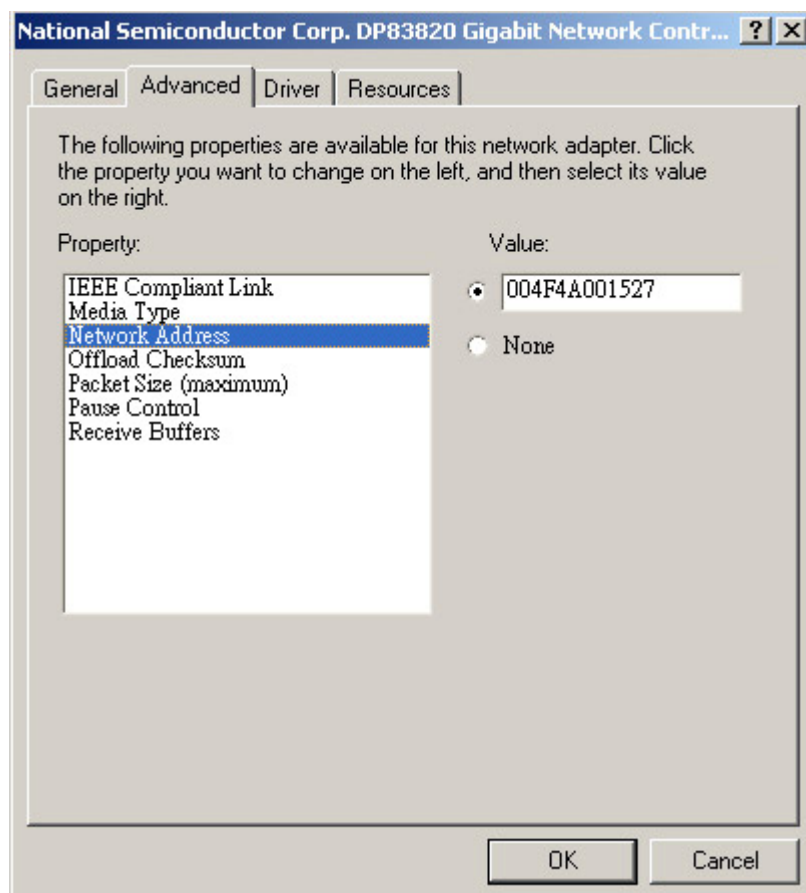 National Semiconductor Corp. DP83820 Gigabit Network Contr... ? X
General Advanced Driver Resources
The following properties are available for this network adapter. Click
the property you want to change on the left, and then select its value
on the right.
Property: Value:
IEEE Compliant Link
Media Type
Network Address
Offload Checksum
Packet Size (maximum)
Pause Control
Receive Buffers
004F4A001527
None
OK Cancel